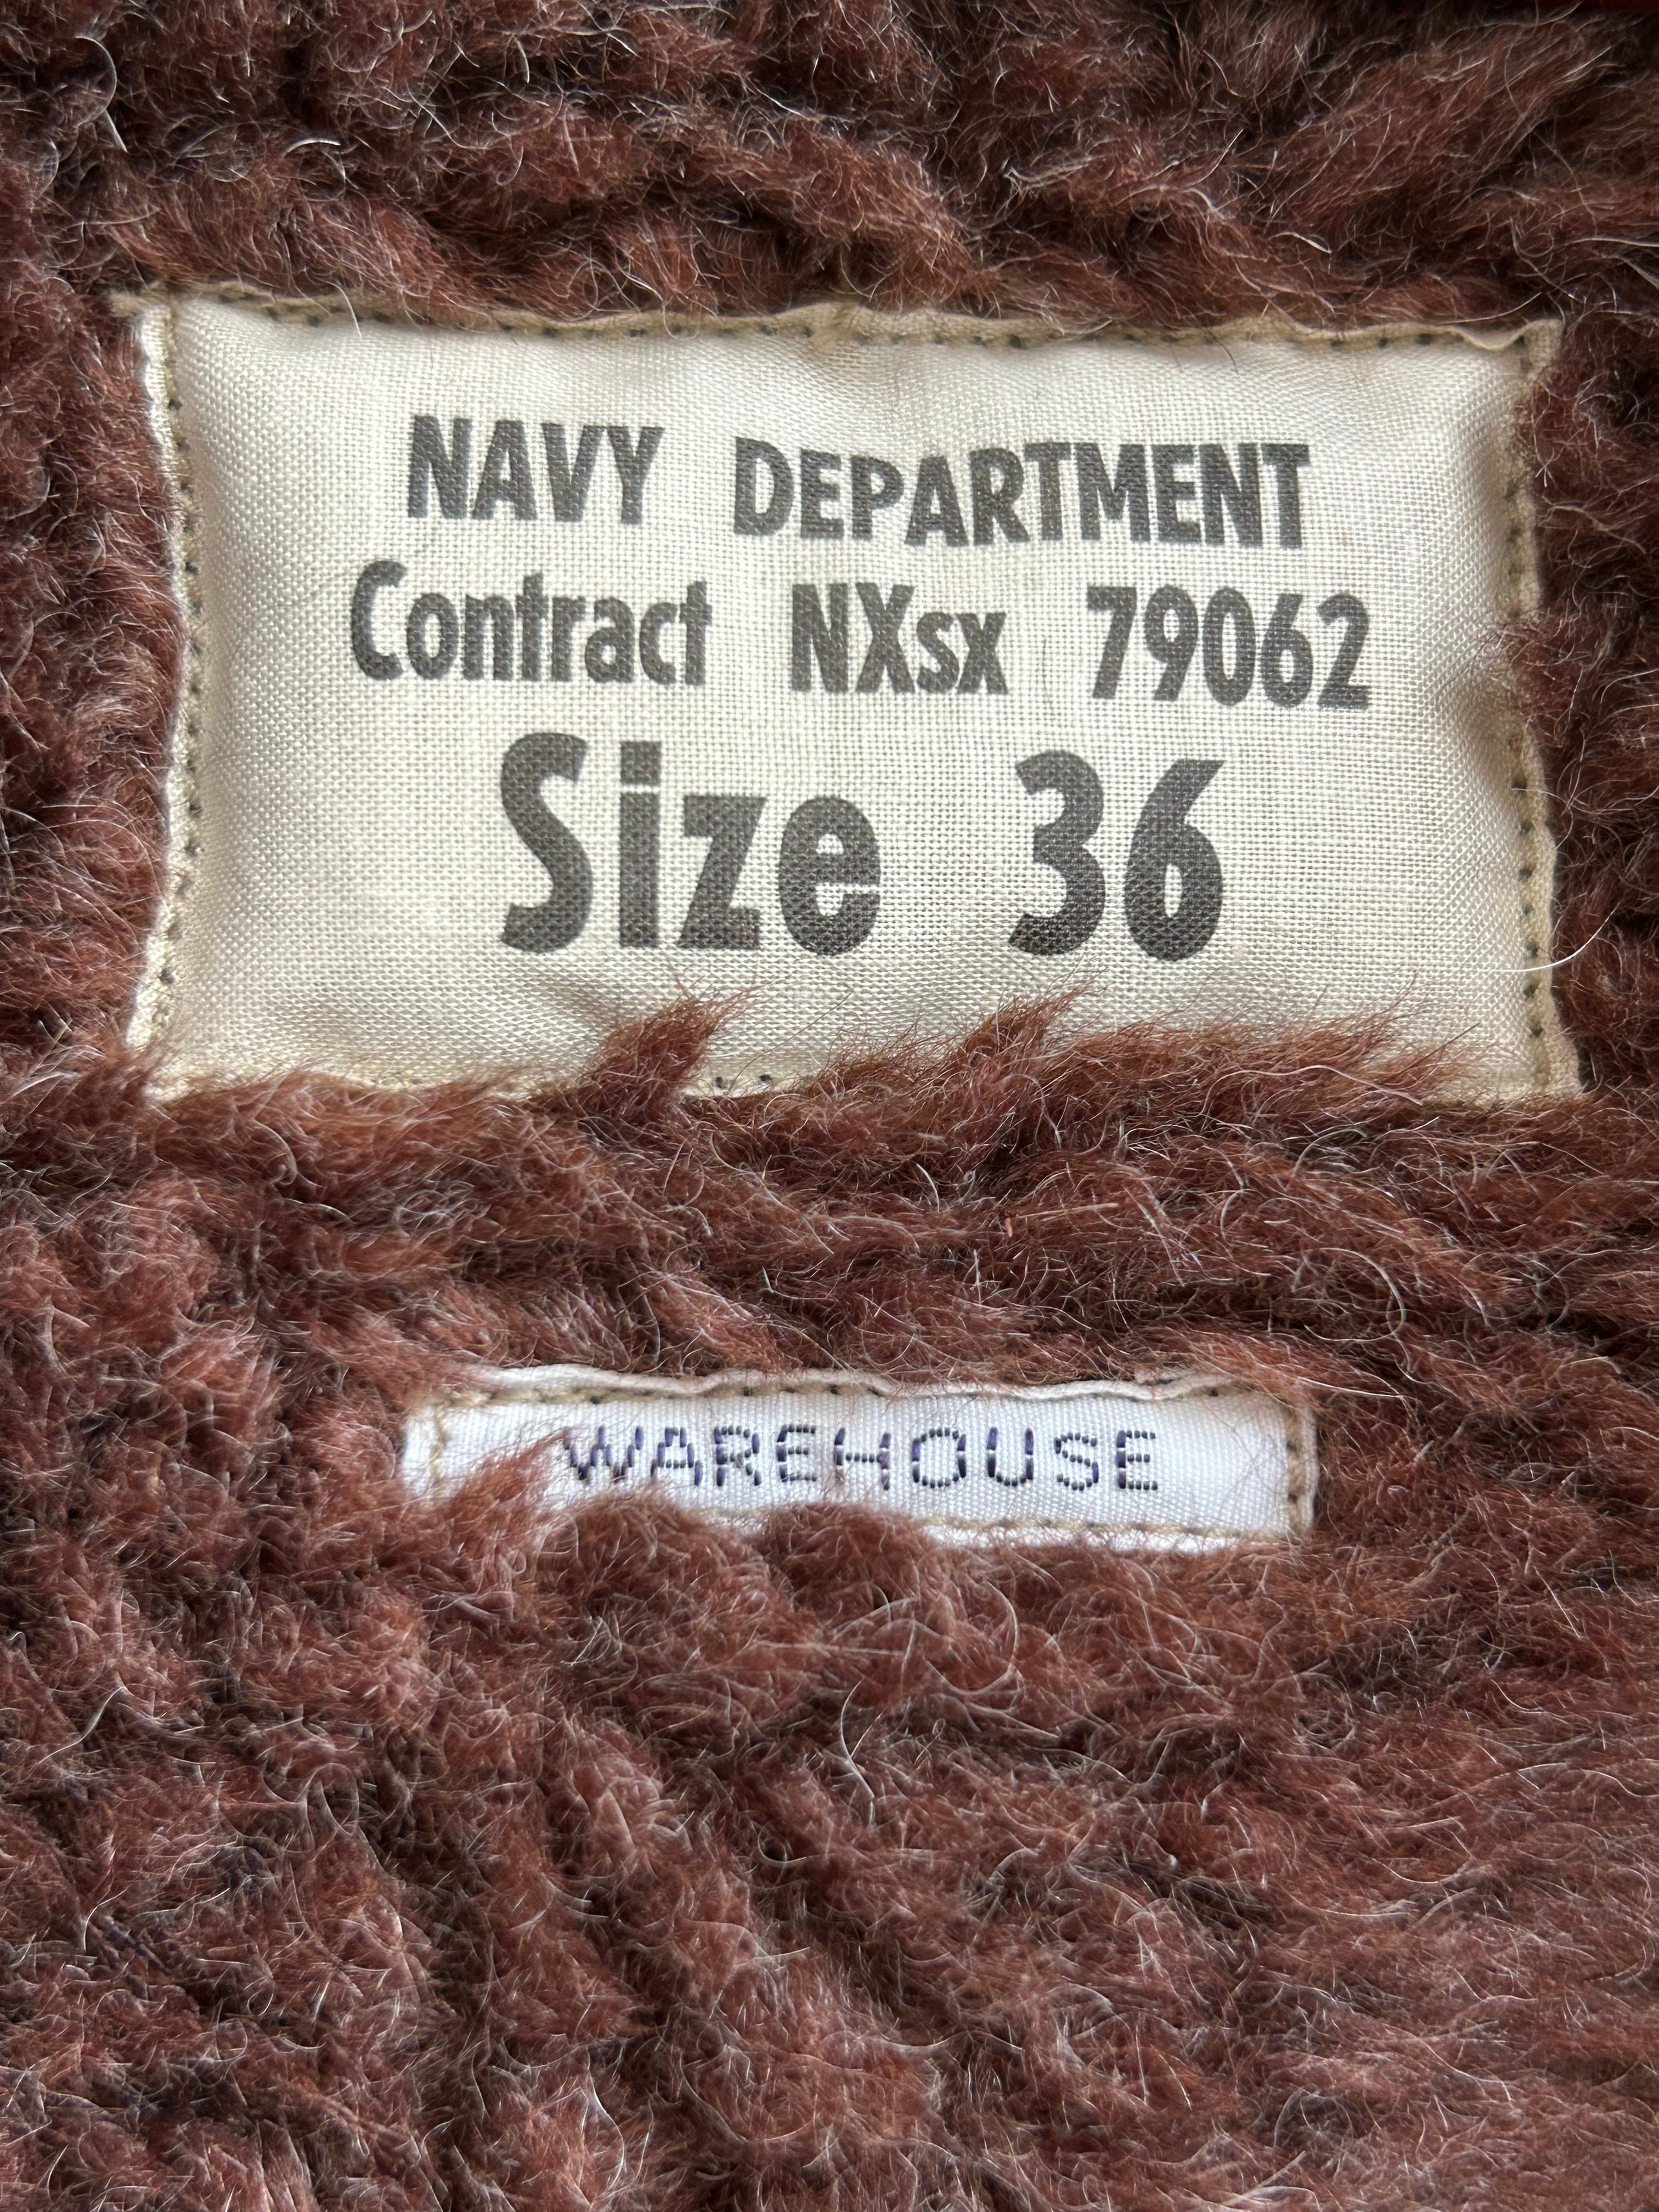 NAVY DEPARTMENT
Contract NXsx 79062
Size 36
WAREHOUSE